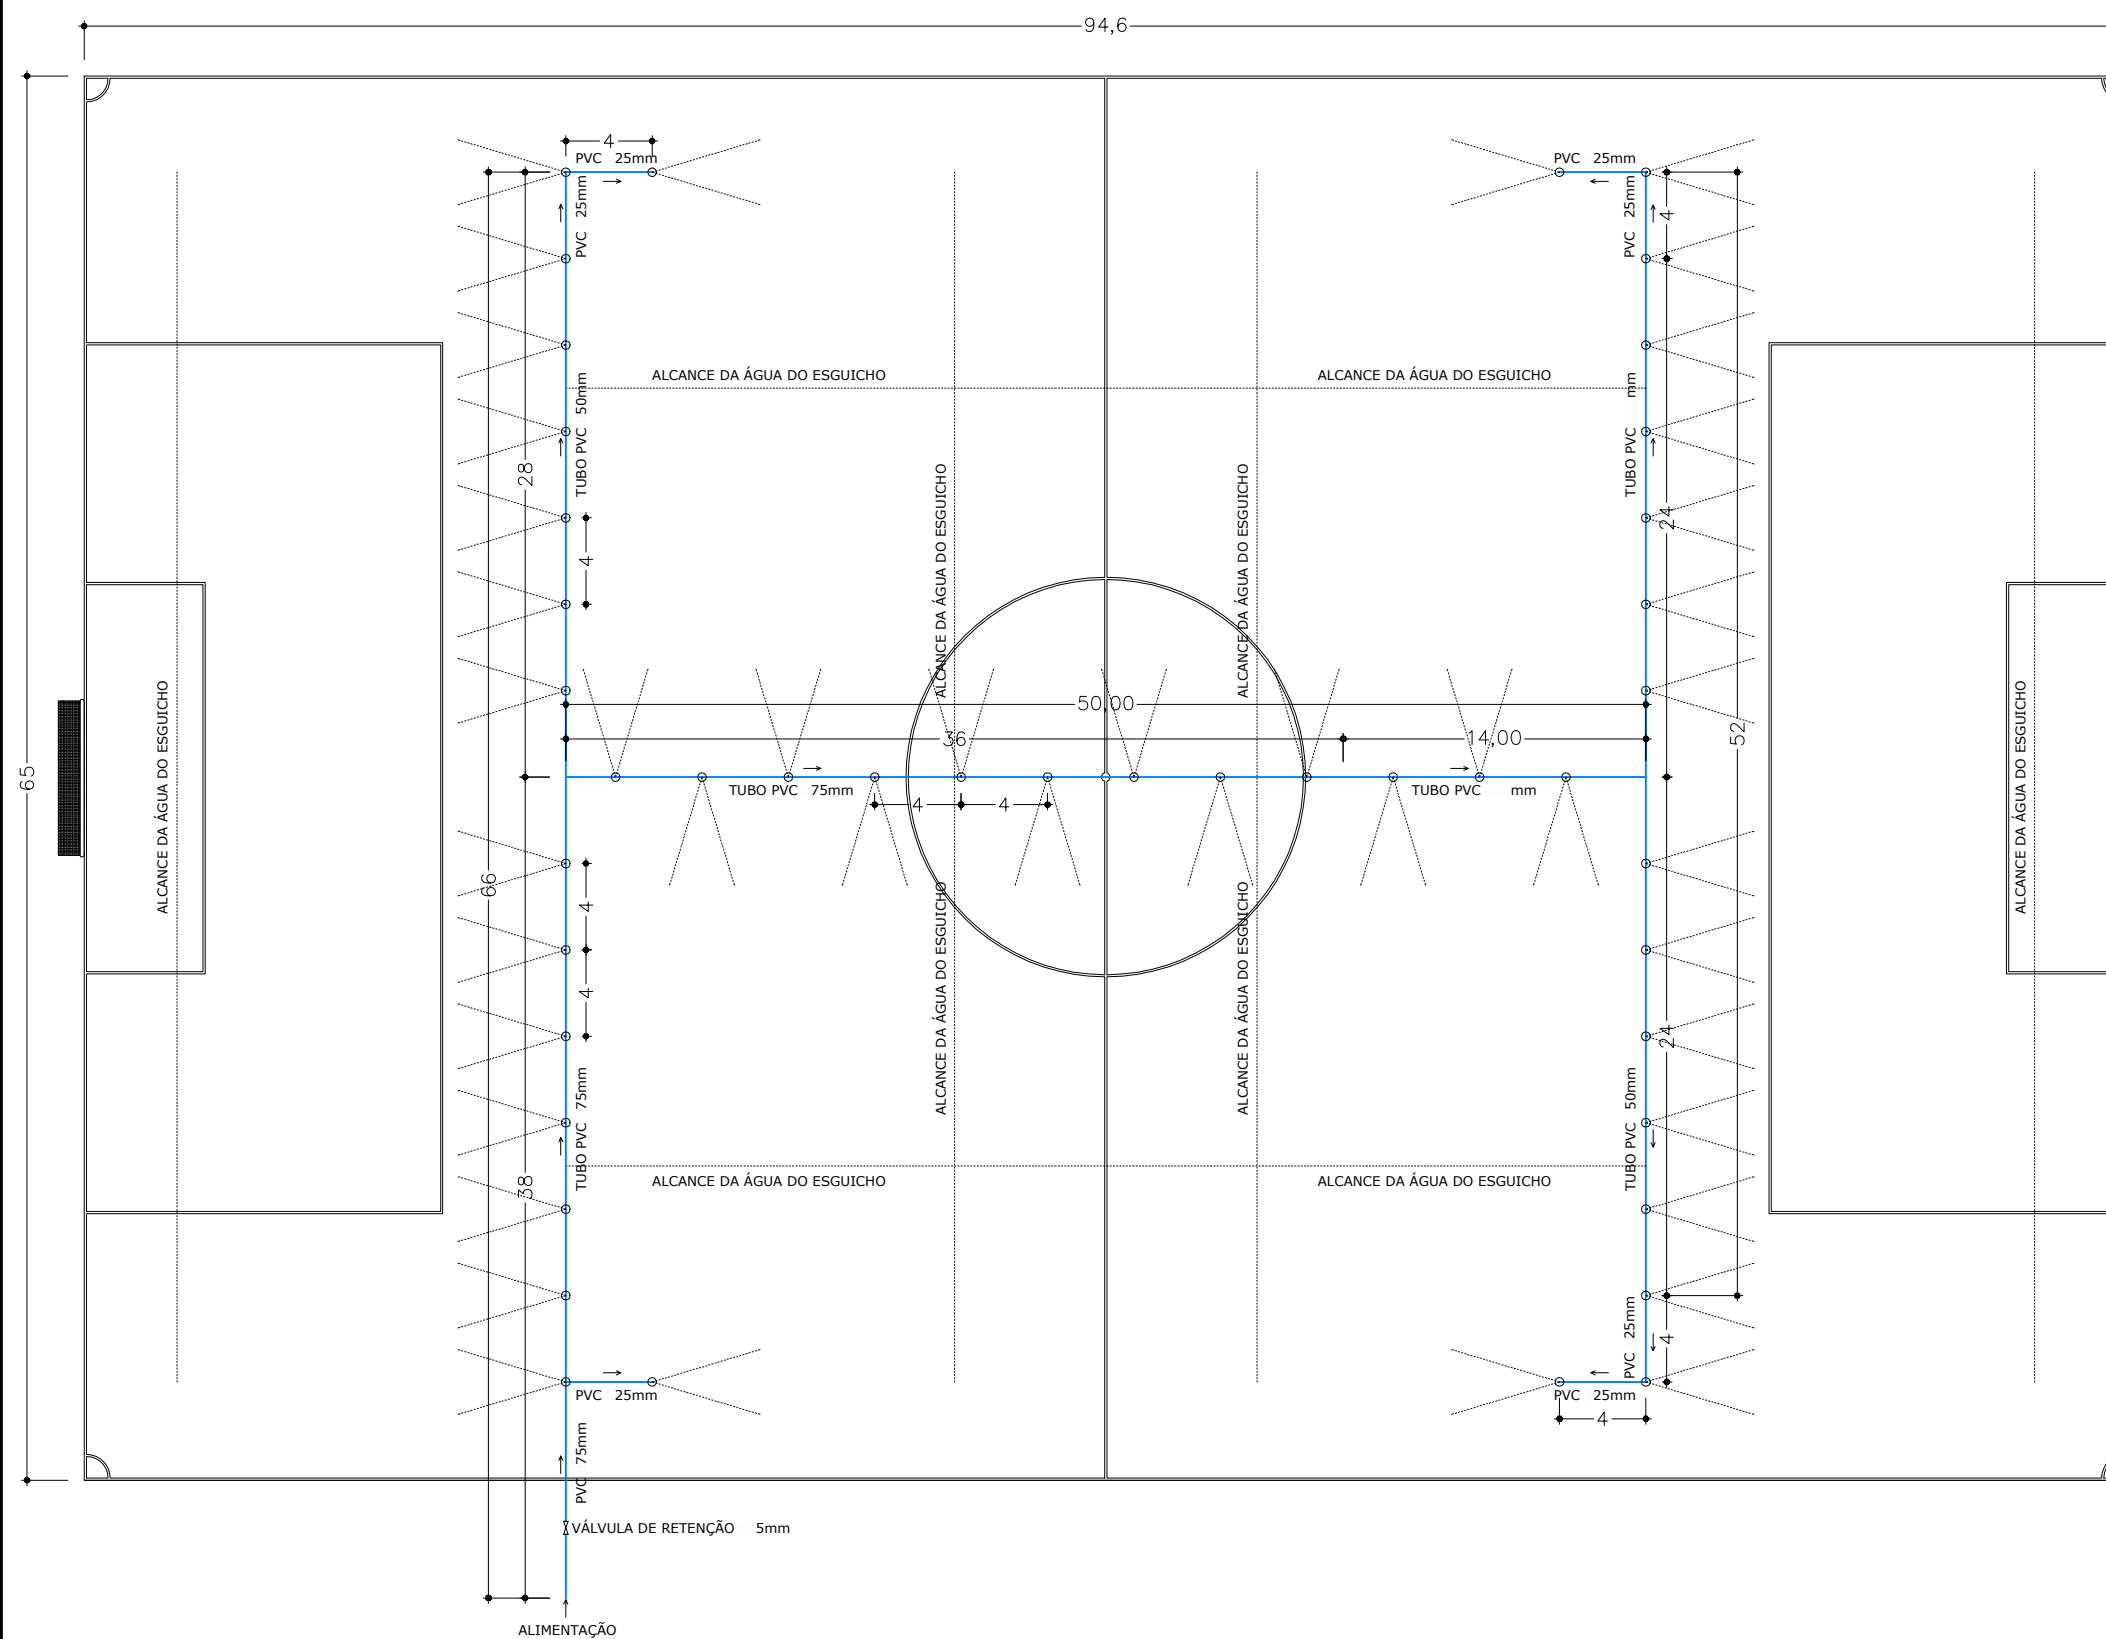 94,6
4
PVC 25mm
PVC 25mm
PVC 25mm
PVC 25mm
4
ALCANCE DA ÁGUA DO ESGUICHO
ALCANCE DA ÁGUA DO ESGUICHO
TUBO PVC 50mm
TUBO PVC mm
28
4
24
ALCANCE DA ÁGUA DO ESGUICHO
ALCANCE DA ÁGUA DO ESGUICHO
50,00
36
14,00
52
65
ALCANCE DA ÁGUA DO ESGUICHO
ALCANCE DA ÁGUA DO ESGUICHO
TUBO PVC 75mm
TUBO PVC mm
4
4
66
4
4
ALCANCE DA ÁGUA DO ESGUICHO
ALCANCE DA ÁGUA DO ESGUICHO
24
TUBO PVC 75mm
TUBO PVC 50mm
38
ALCANCE DA ÁGUA DO ESGUICHO
ALCANCE DA ÁGUA DO ESGUICHO
PVC 25mm
4
PVC 25mm
PVC 25mm
4
PVC 75mm
VÁLVULA DE RETENÇÃO 5mm
ALIMENTAÇÃO